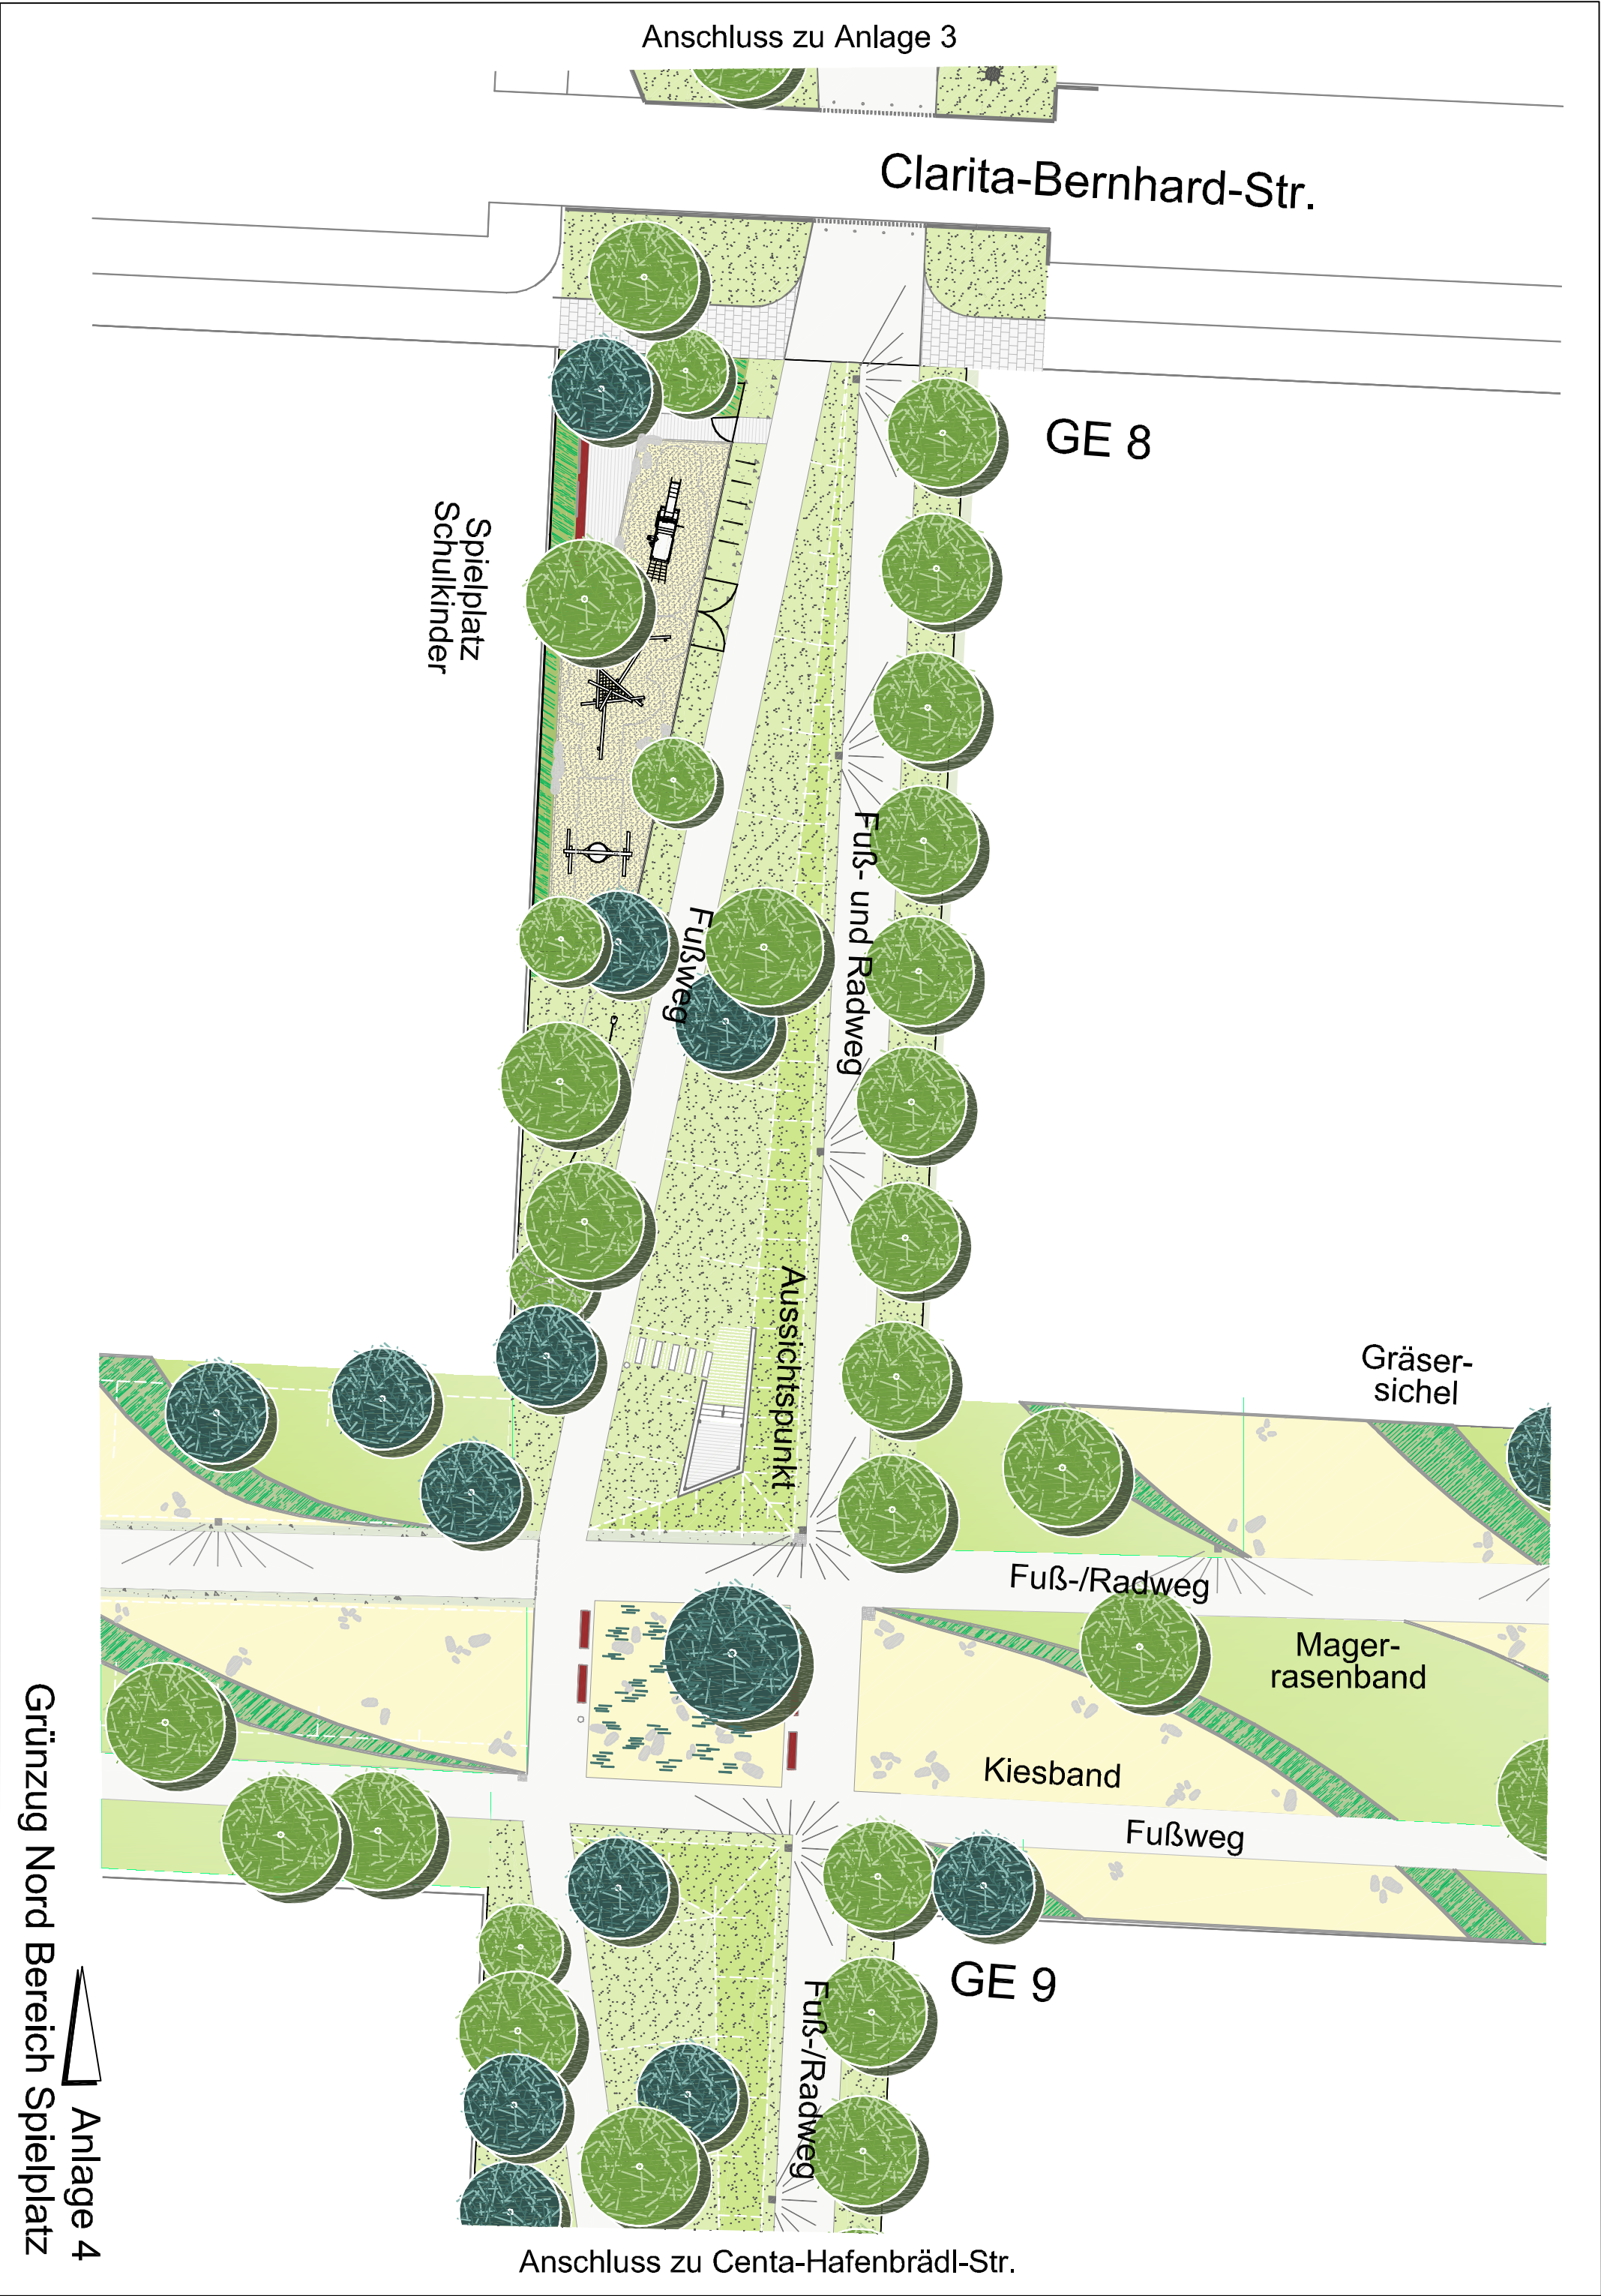 Anschluss zu Anlage 3
Clarita-Bernhard-Str.
GE 8
Spielplatz
Schulkinder
Fuß- und Radweg
Fußweg
Aussichtspunkt
Gräser-
sichel
Fuß-/Radweg
Mager-
rasenband
Kiesband
Fußweg
GE 9
Fuß-/Radweg
Anlage 4
Grünzug Nord Bereich Spielplatz
Anschluss zu Centa-Hafenbrädl-Str.